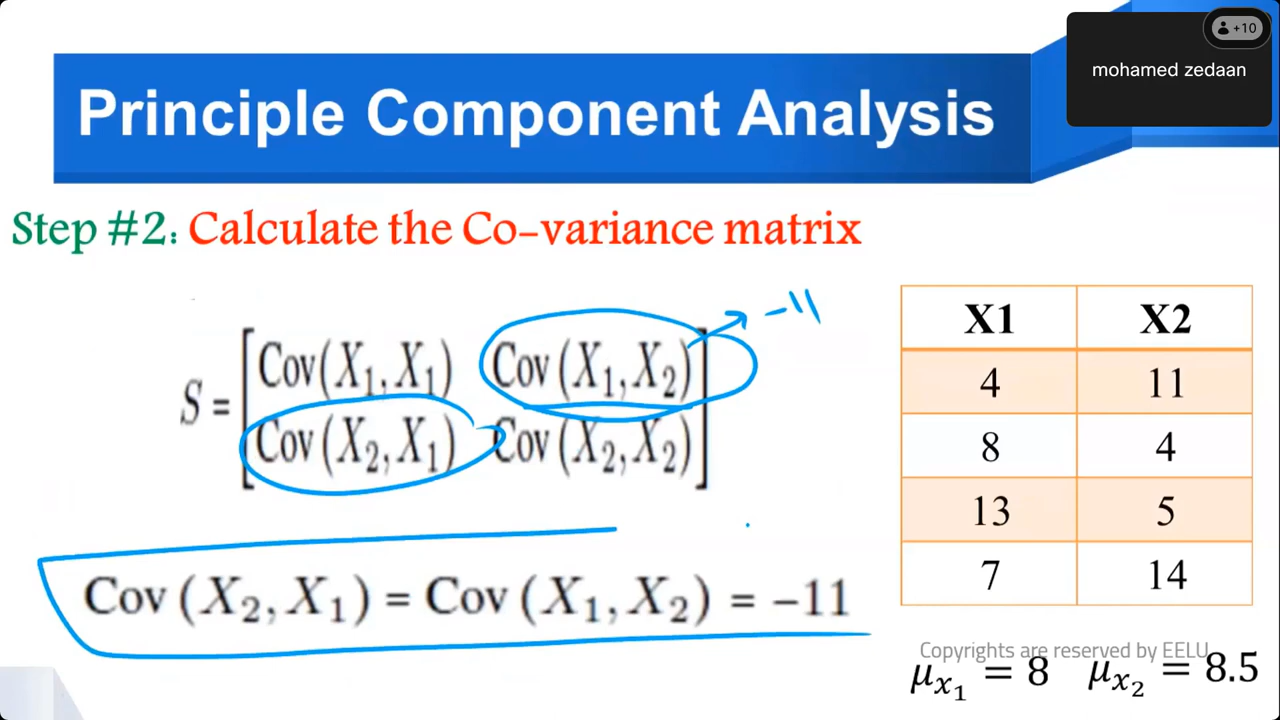 +10
mohamed zedaan
Principle Component Analysis
Step #2: Calculate the Co-variance matrix
-11
S = [Cov(X₁,X₁) Cov(X₁,X₂)
Cov(X₂,X₁) Cov(X₂,X₂)]
Cov(X₂,X₁) = Cov(X₁,X₂) = −11
X1 X2
4 11
8 4
13 5
7 14
Copyrights are reserved by EELU
μx₁ = 8 μx₂ = 8.5